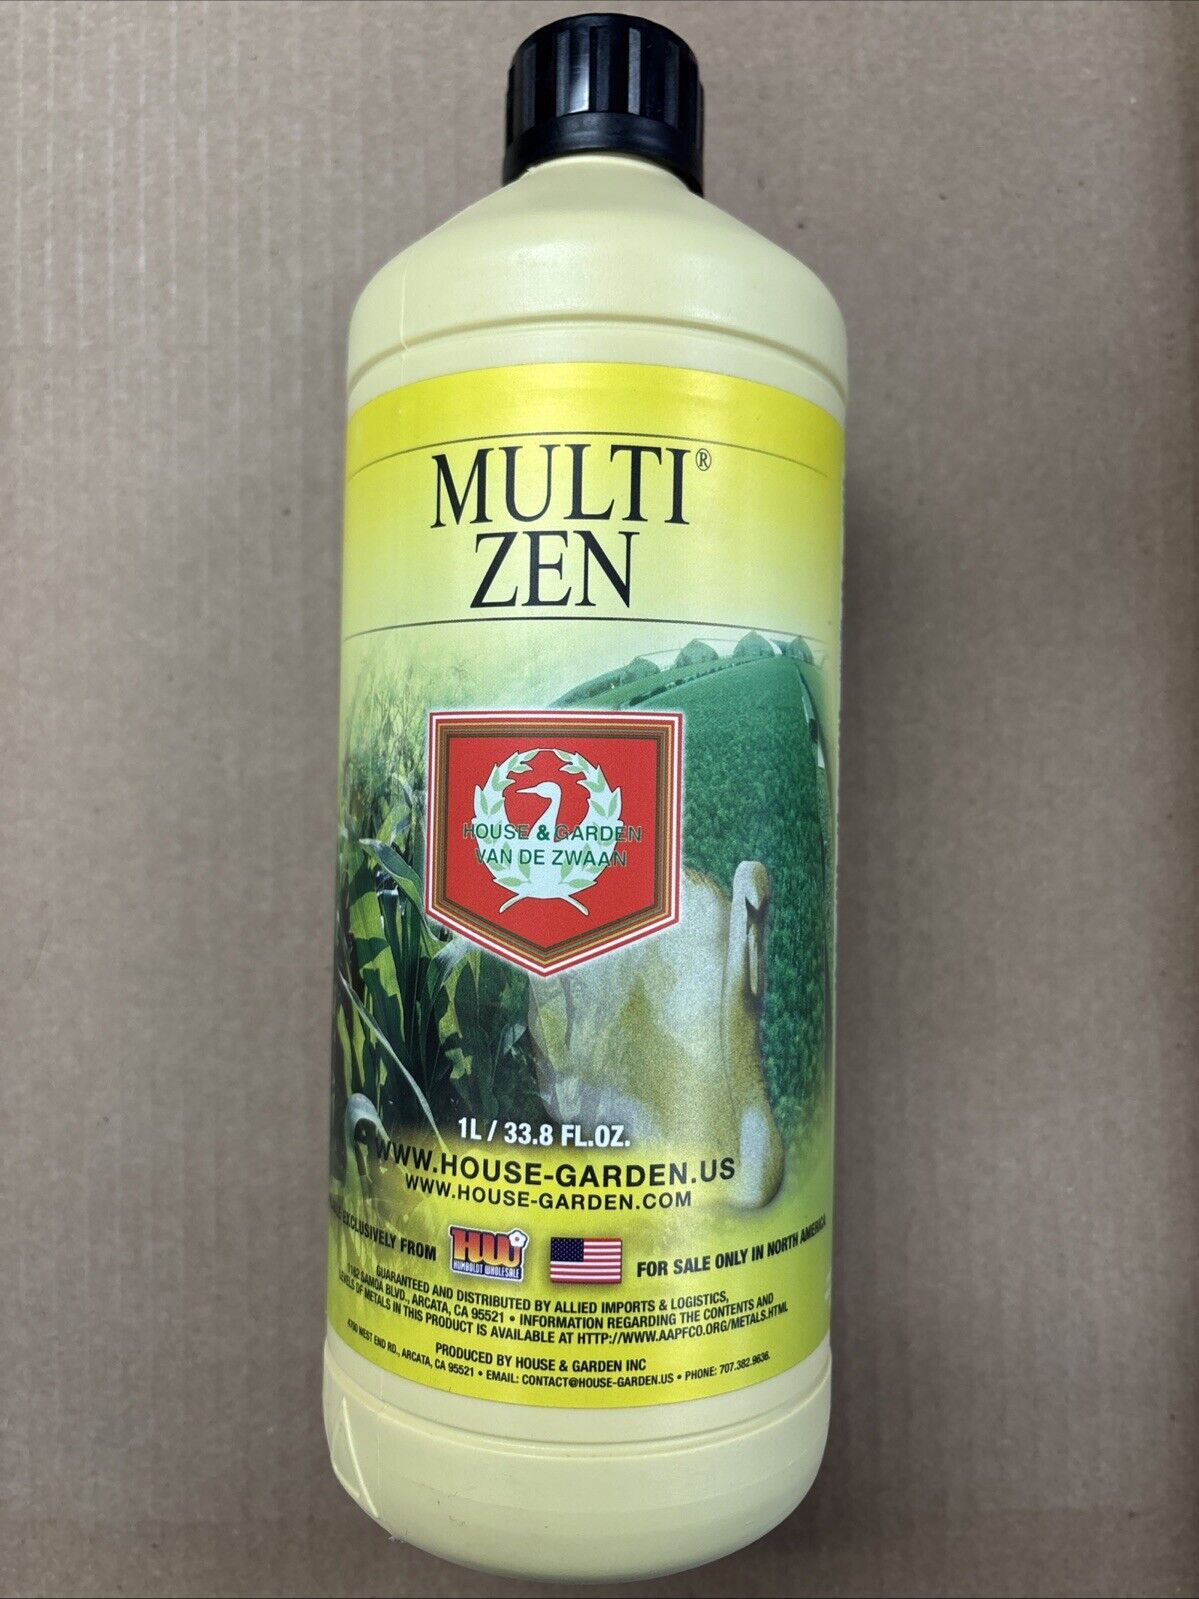 MULTI®
ZEN
HOUSE & GARDEN
VAN DE ZWAAN
1L / 33.8 FL.OZ.
WWW.HOUSE-GARDEN.US
WWW.HOUSE-GARDEN.COM
EXCLUSIVELY FROM HW HUMBOLDT WHOLESALE FOR SALE ONLY IN NORTH AMERICA
GUARANTEED AND DISTRIBUTED BY ALLIED IMPORTS & LOGISTICS,
SAMOA BLVD., ARCATA, CA 95521 • INFORMATION REGARDING THE CONTENTS AND
LEVELS OF METALS IN THIS PRODUCT IS AVAILABLE AT HTTP://WWW.AAPFCO.ORG/METALS.HTML
PRODUCED BY HOUSE & GARDEN INC
WEST END RD., ARCATA, CA 95521 • EMAIL: CONTACT@HOUSE-GARDEN.US • PHONE: 707.382.9636.